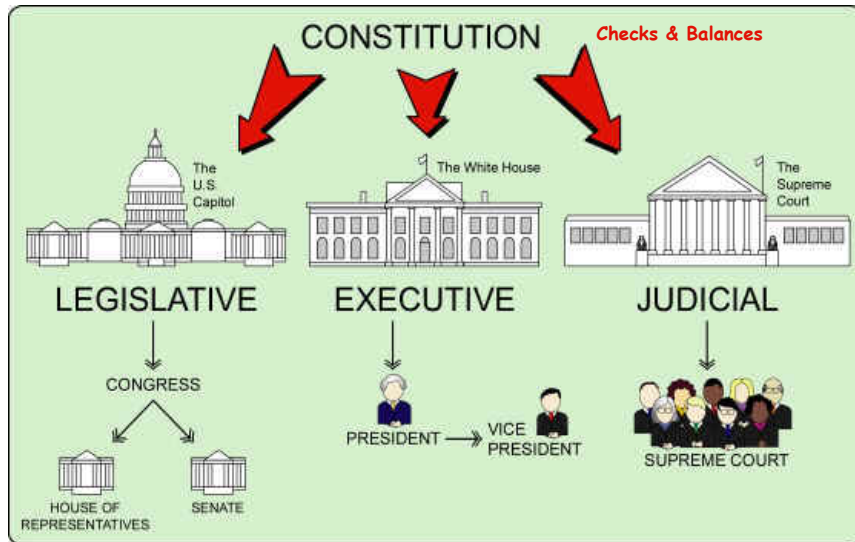 CONSTITUTION
Checks & Balances
The
U.S.
Capitol
The White House
The
Supreme
Court
LEGISLATIVE
EXECUTIVE
JUDICIAL
CONGRESS
HOUSE OF
REPRESENTATIVES
SENATE
PRESIDENT
VICE
PRESIDENT
SUPREME COURT